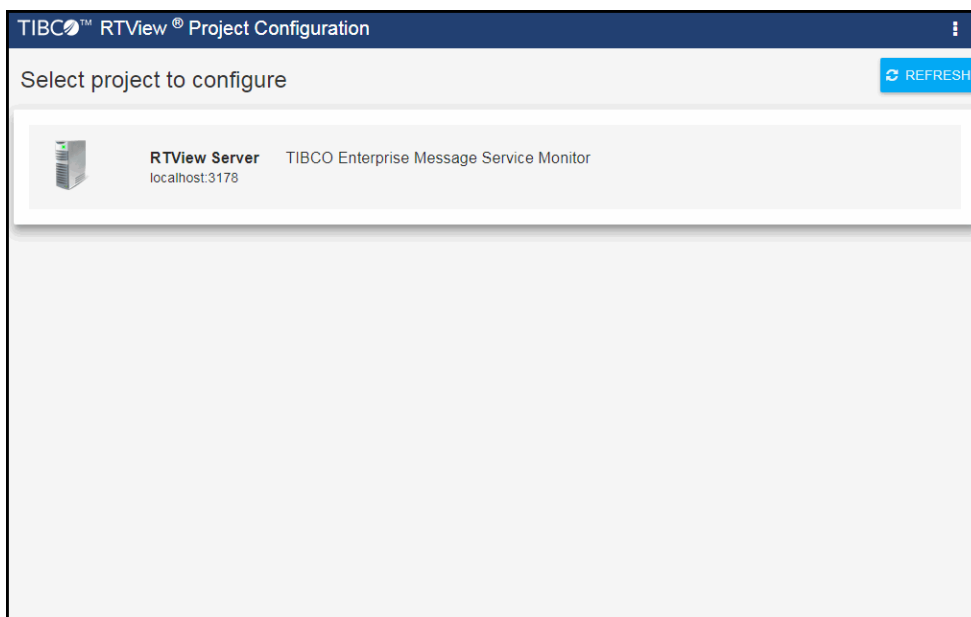 TIBCO™ RTView ® Project Configuration
Select project to configure
REFRESH
RTView Server TIBCO Enterprise Message Service Monitor
localhost:3178